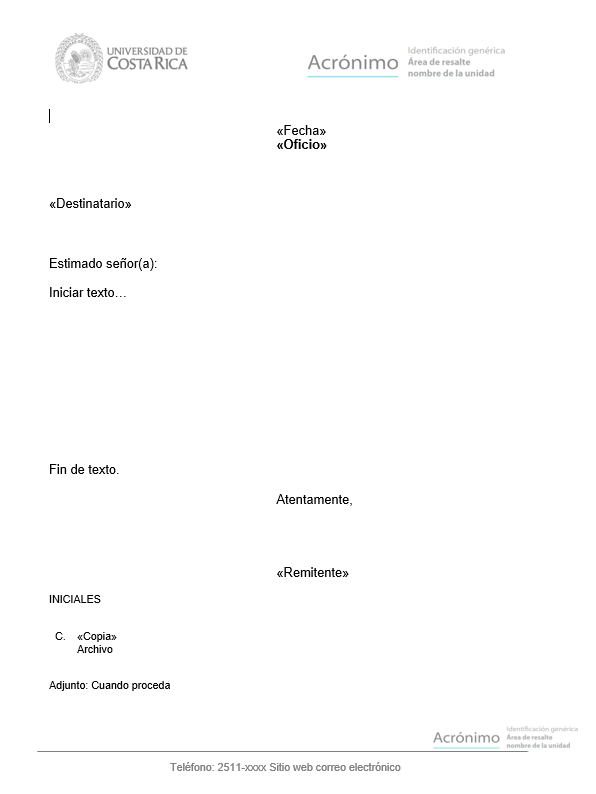 UNIVERSIDAD DE
COSTA RICA
Acrónimo
Identificación genérica
Área de resalte
nombre de la unidad
«Fecha»
«Oficio»
«Destinatario»
Estimado señor(a):
Iniciar texto…
Fin de texto.
Atentamente,
«Remitente»
INICIALES
C. «Copia»
Archivo
Adjunto: Cuando proceda
Acrónimo
Identificación genérica
Área de resalte
nombre de la unidad
Teléfono: 2511-xxxx Sitio web correo electrónico